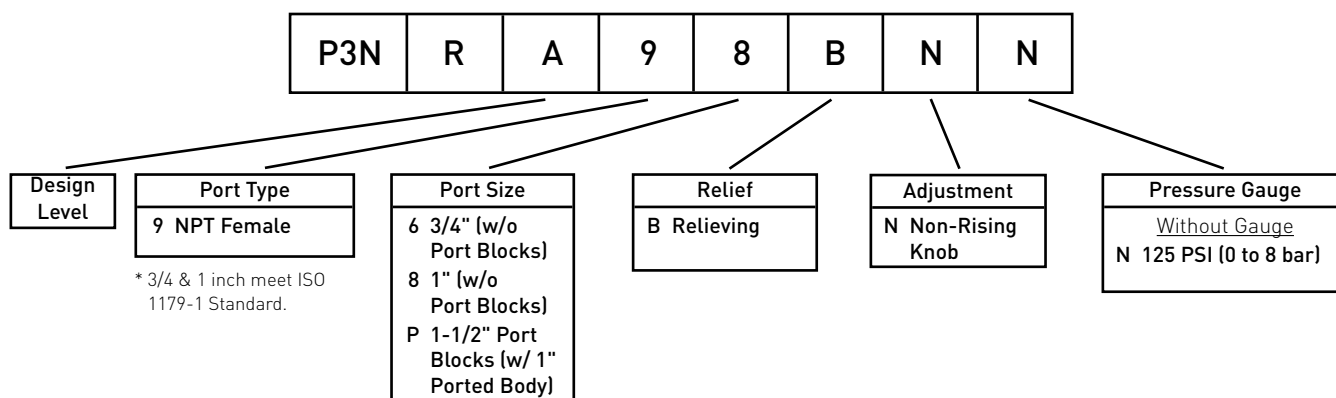 P3N R A 9 8 B N N
Design
Level
Port Type
9 NPT Female
* 3/4 & 1 inch meet ISO
1179-1 Standard.
Port Size
6 3/4" (w/o
Port Blocks)
8 1" (w/o
Port Blocks)
P 1-1/2" Port
Blocks (w/ 1"
Ported Body)
Relief
B Relieving
Adjustment
N Non-Rising
Knob
Pressure Gauge
Without Gauge
N 125 PSI (0 to 8 bar)